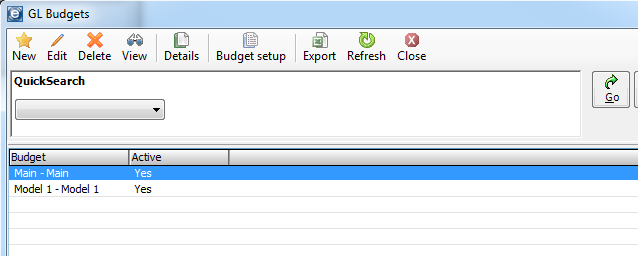 GL Budgets
New Edit Delete View Details Budget setup Export Refresh Close
QuickSearch
Go
Budget Active
Main - Main Yes
Model 1 - Model 1 Yes